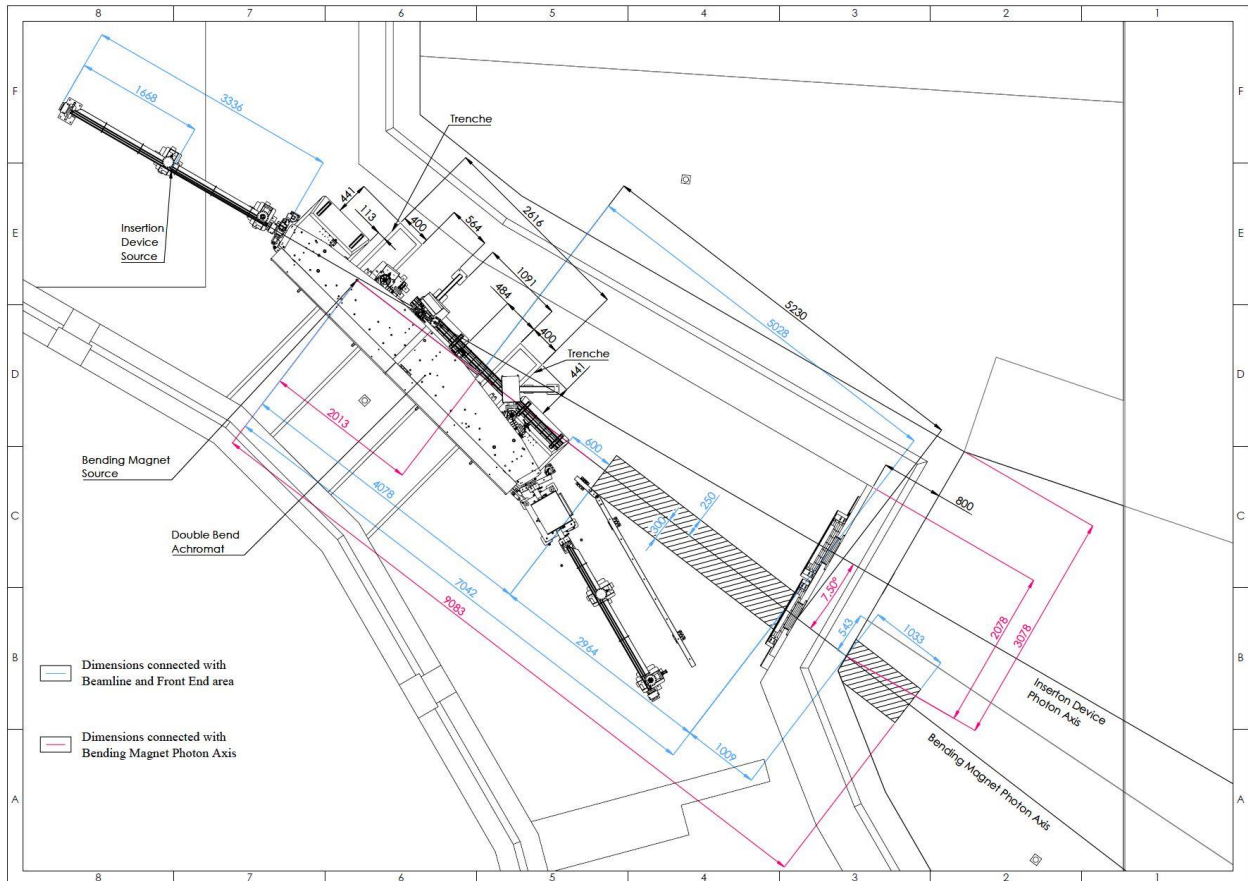 8 7 6 5 4 3 2 1
F F
E E
D D
C C
B B
A A
1668
3336
Trenche
441
113
400
564
2616
Insertion
Device
Source
1091
484
400
5230
5028
Trenche
441
2013
600
Bending Magnet
Source
4078
250
300
800
Double Bend
Achromat
7042
9083
7,50°
2078
3078
543
1033
2964
Dimensions connected with
Beamline and Front End area
Inserton Device
Photon Axis
Dimensions connected with
Bending Magnet Photon Axis
1009
Bending Magnet Photon Axis
8 7 6 5 4 3 2 1